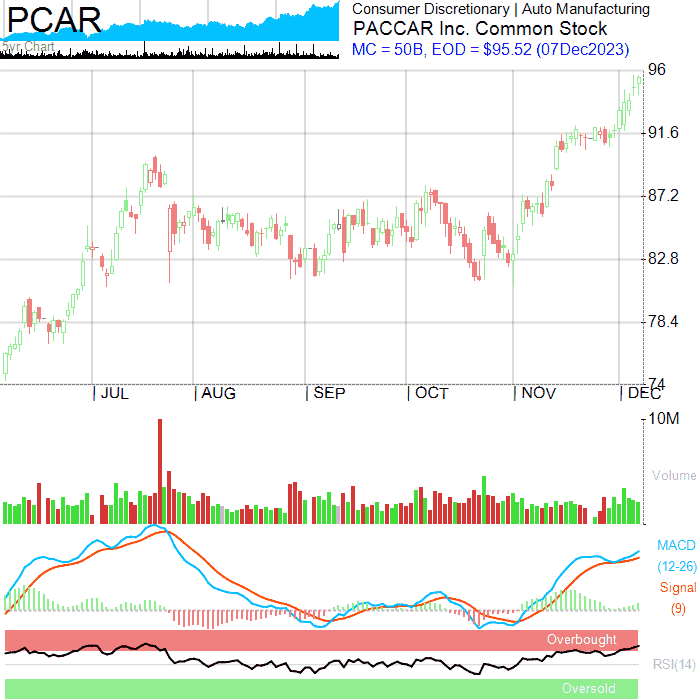 PCAR
5yr Chart
Consumer Discretionary | Auto Manufacturing
PACCAR Inc. Common Stock
MC = 50B, EOD = $95.52 (07Dec2023)
96
91.6
87.2
82.8
78.4
74
JUL
AUG
SEP
OCT
NOV
DEC
10M
Volume
MACD
(12-26)
Signal
(9)
Overbought
RSI(14)
Oversold